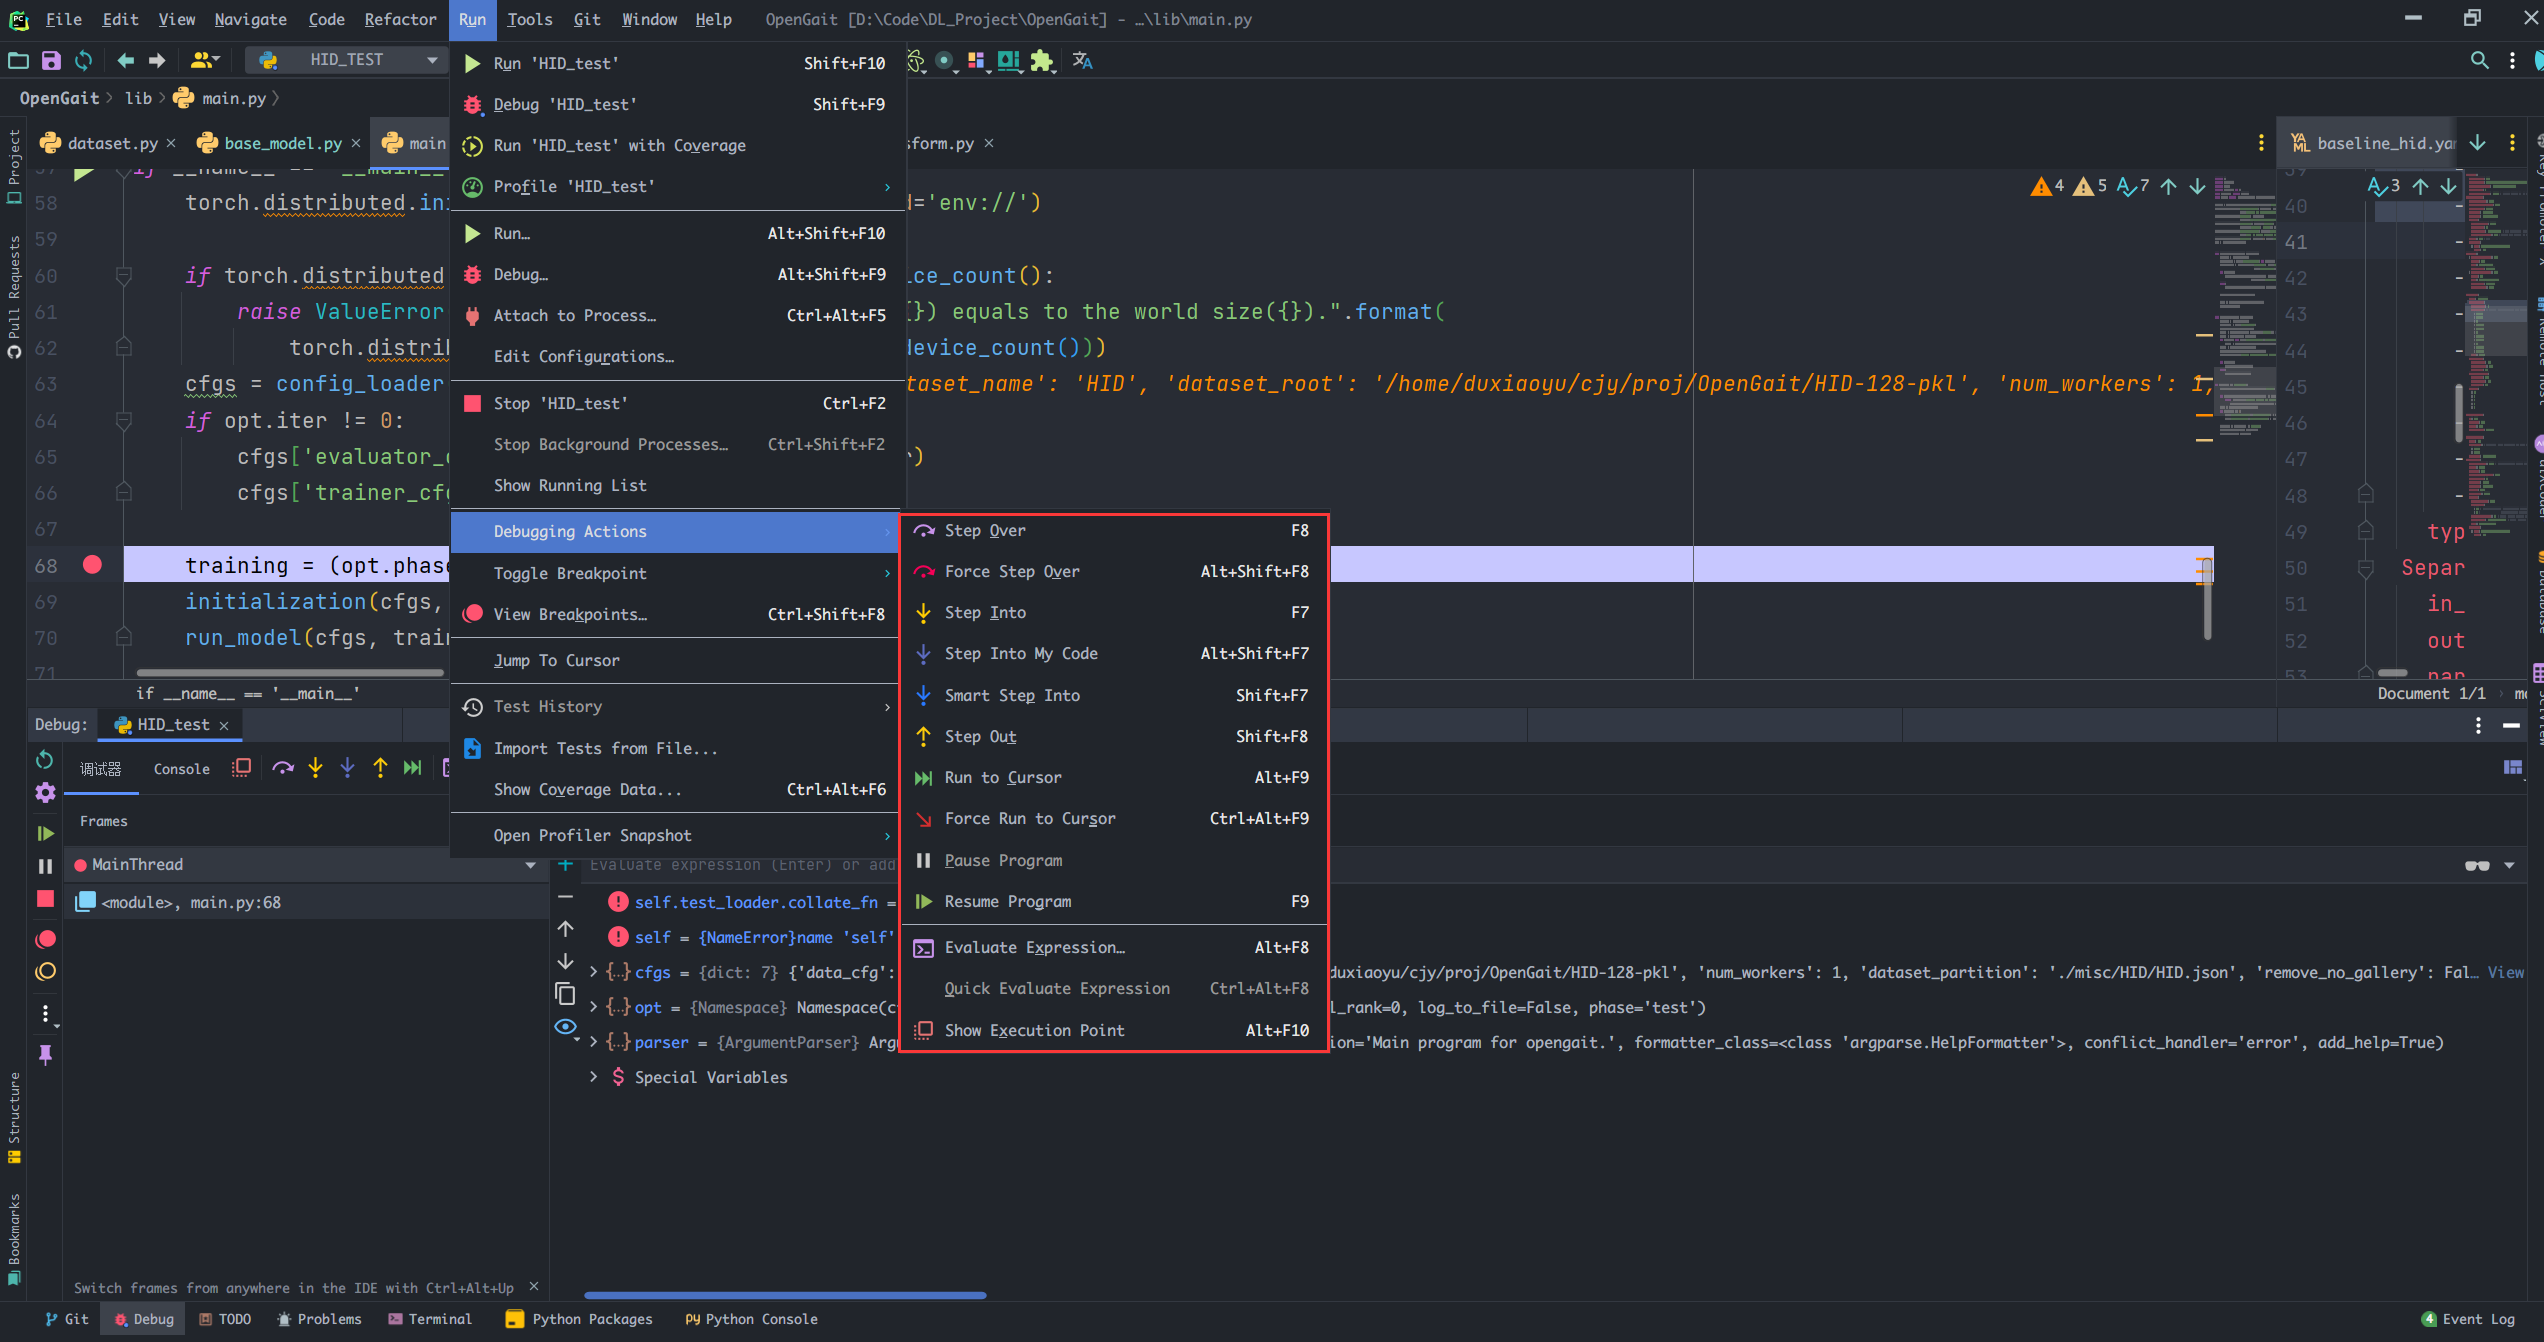 File Edit View Navigate Code Refactor Run Tools Git Window Help OpenGait [D:\Code\DL_Project\OpenGait] - …\lib\main.py
HID_TEST
OpenGait lib main.py
dataset.py
base_model.py
main
sform.py
baseline_hid.ya
Project
Pull Requests
Structure
Bookmarks
57 if __name__ == '__main__'
58 torch.distributed.ini
d='env://')
59
60 if torch.distributed
ice_count():
61 raise ValueError
{}) equals to the world size({}).".format(
62 torch.distrib
device_count()))
63 cfgs = config_loader
taset_name': 'HID', 'dataset_root': '/home/duxiaoyu/cjy/proj/OpenGait/HID-128-pkl', 'num_workers': 1,
64 if opt.iter != 0:
65 cfgs['evaluator_c
r)
66 cfgs['trainer_cfg
67
68 training = (opt.phase
69 initialization(cfgs,
70 run_model(cfgs, train
71
if __name__ == '__main__'
4 5 7
3
39
40
41
42
43
44
45
46
47
48
49 typ
50 Separ
51 in_
52 out
53 par
Document 1/1
Run 'HID_test' Shift+F10
Debug 'HID_test' Shift+F9
Run 'HID_test' with Coverage
Profile 'HID_test'
Run… Alt+Shift+F10
Debug… Alt+Shift+F9
Attach to Process… Ctrl+Alt+F5
Edit Configurations…
Stop 'HID_test' Ctrl+F2
Stop Background Processes… Ctrl+Shift+F2
Show Running List
Debugging Actions
Toggle Breakpoint
View Breakpoints… Ctrl+Shift+F8
Jump To Cursor
Test History
Import Tests from File...
Show Coverage Data... Ctrl+Alt+F6
Open Profiler Snapshot
Step Over F8
Force Step Over Alt+Shift+F8
Step Into F7
Step Into My Code Alt+Shift+F7
Smart Step Into Shift+F7
Step Out Shift+F8
Run to Cursor Alt+F9
Force Run to Cursor Ctrl+Alt+F9
Pause Program
Resume Program F9
Evaluate Expression… Alt+F8
Quick Evaluate Expression Ctrl+Alt+F8
Show Execution Point Alt+F10
Debug: HID_test
调试器 Console
Frames
MainThread
<module>, main.py:68
Evaluate expression (Enter) or add
self.test_loader.collate_fn =
self = {NameError}name 'self'
cfgs = {dict: 7} {'data_cfg':
duxiaoyu/cjy/proj/OpenGait/HID-128-pkl', 'num_workers': 1, 'dataset_partition': './misc/HID/HID.json', 'remove_no_gallery': Fal… View
opt = {Namespace} Namespace(c
l_rank=0, log_to_file=False, phase='test')
parser = {ArgumentParser} Arg
ion='Main program for opengait.', formatter_class=<class 'argparse.HelpFormatter'>, conflict_handler='error', add_help=True)
Special Variables
Switch frames from anywhere in the IDE with Ctrl+Alt+Up
Git Debug TODO Problems Terminal Python Packages Python Console
4 Event Log